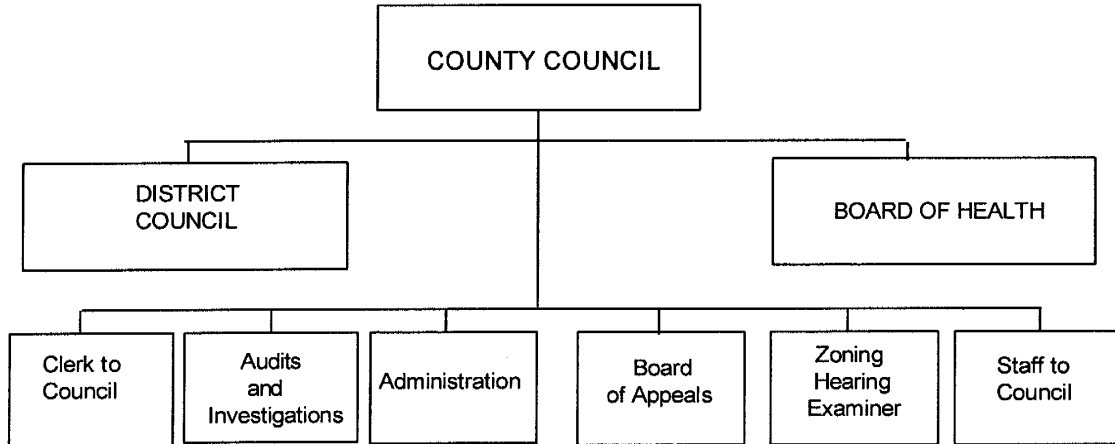 COUNTY COUNCIL
DISTRICT
COUNCIL
BOARD OF HEALTH
Clerk to
Council
Audits
and
Investigations
Administration
Board
of Appeals
Zoning
Hearing
Examiner
Staff to
Council